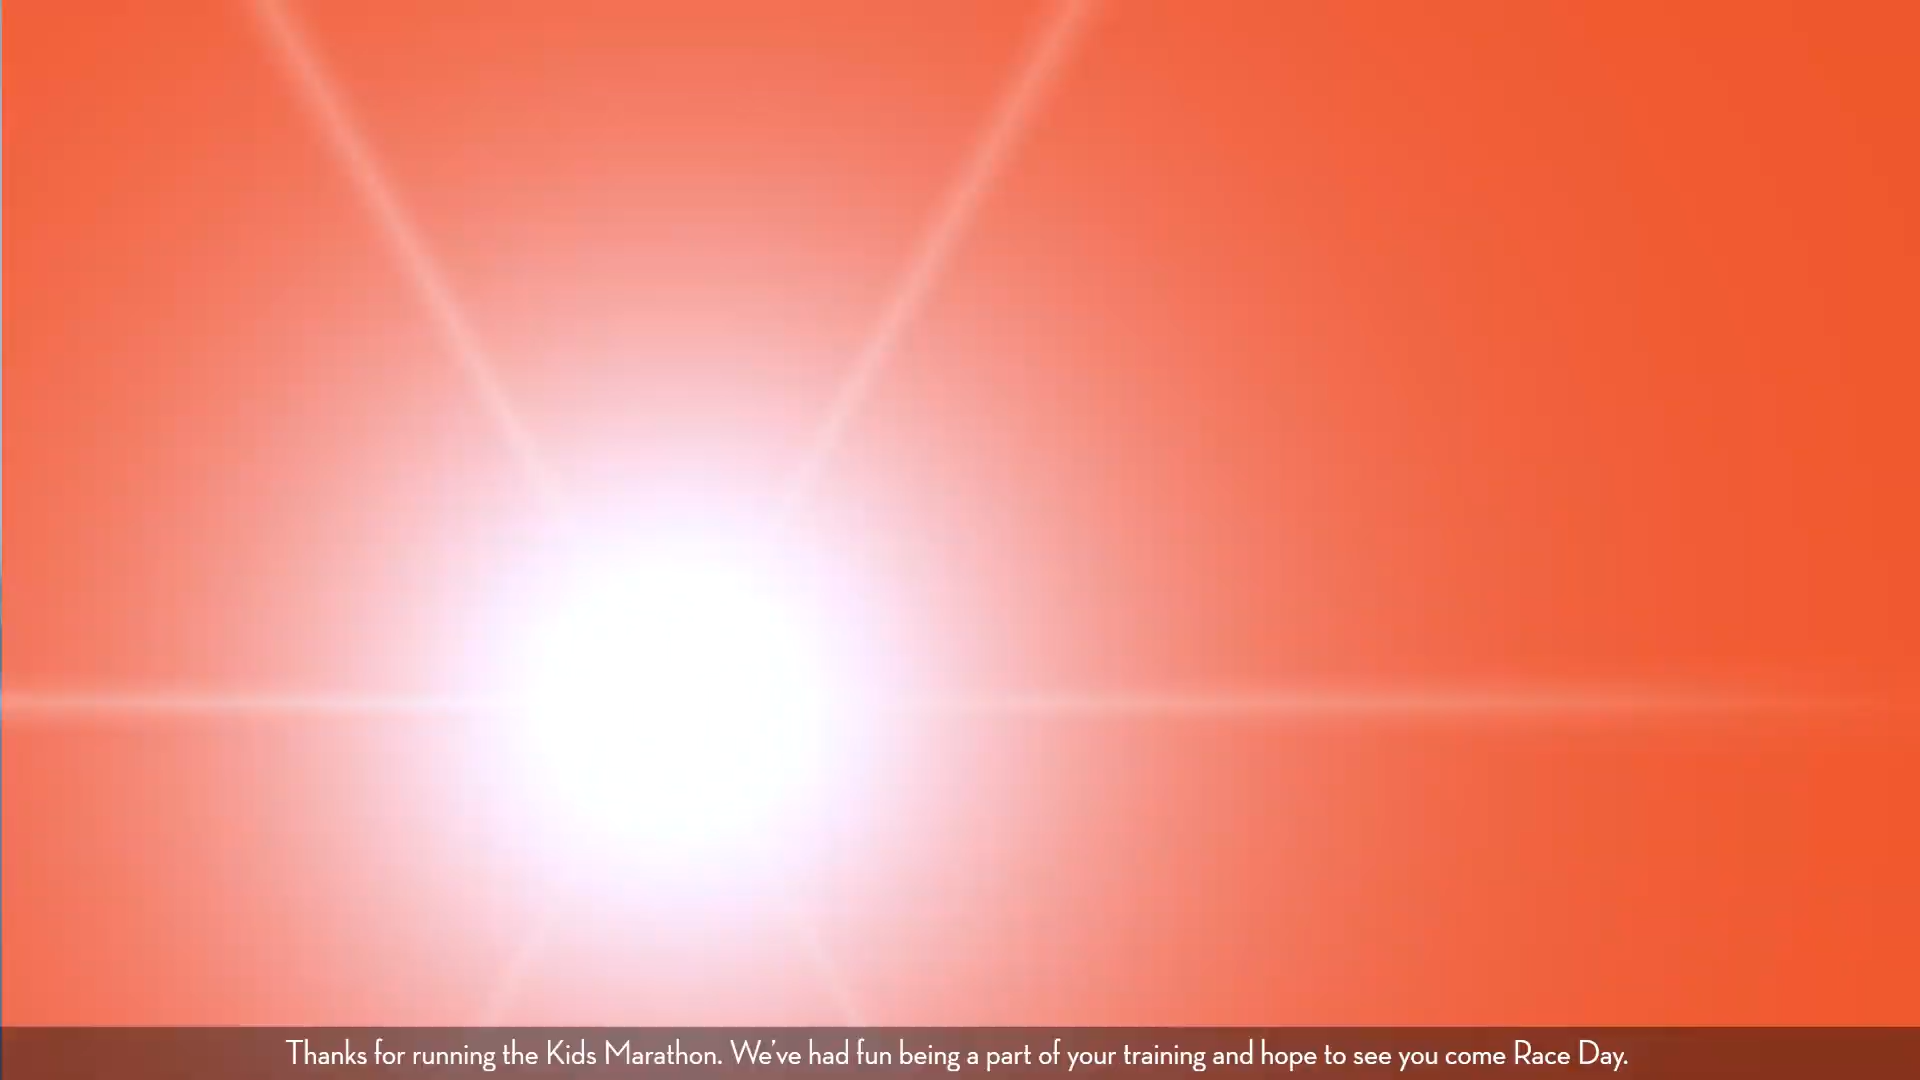 Thanks for running the Kids Marathon. We've had fun being a part of your training and hope to see you come Race Day.